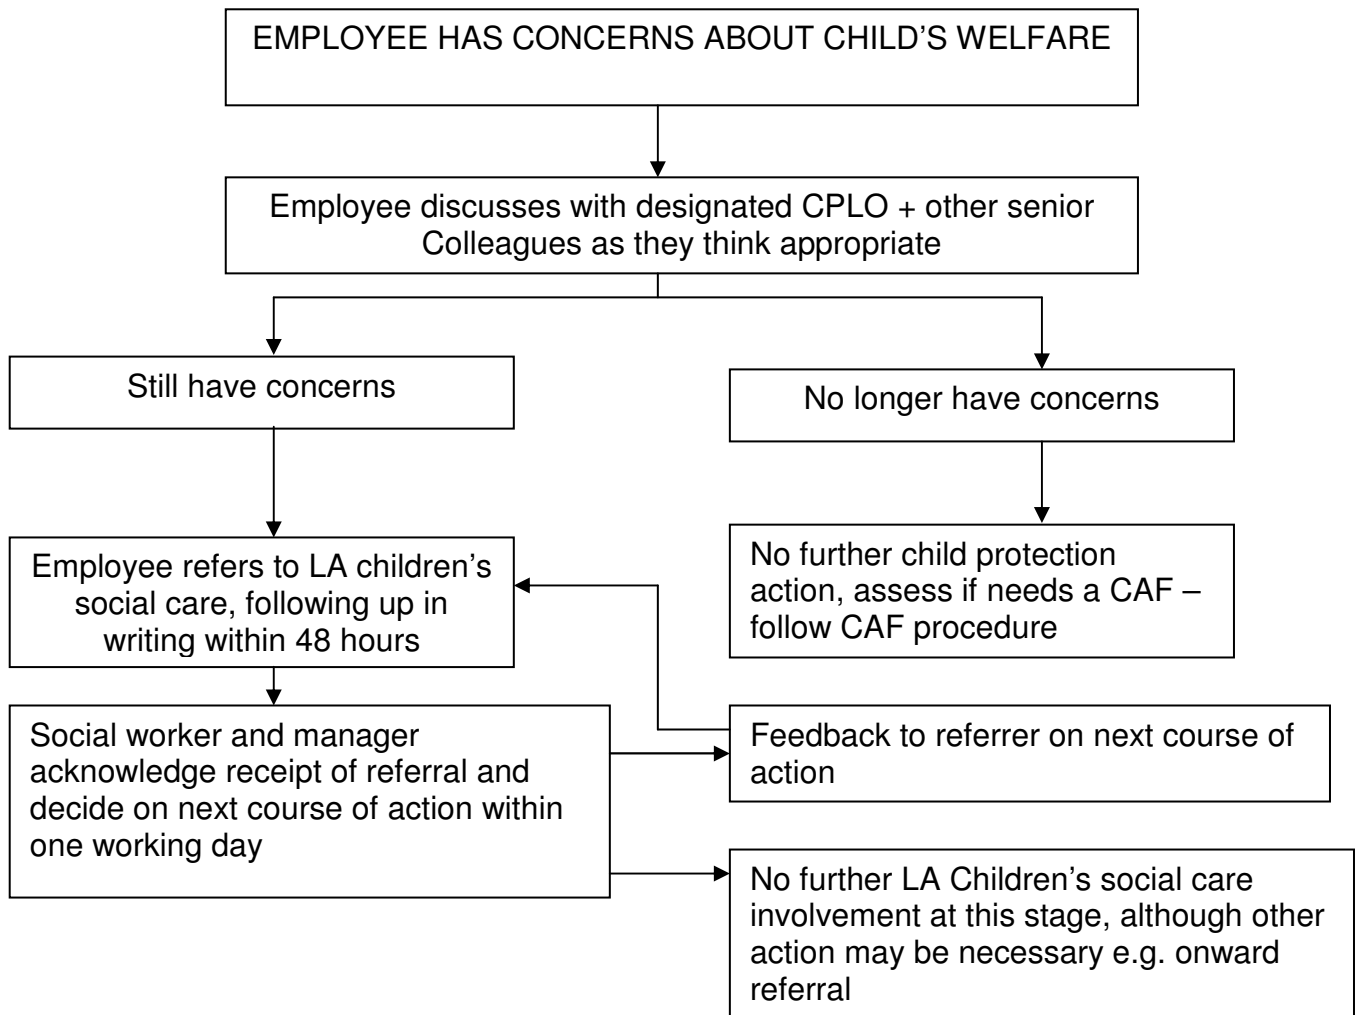 EMPLOYEE HAS CONCERNS ABOUT CHILD'S WELFARE
Employee discusses with designated CPLO + other senior
Colleagues as they think appropriate
Still have concerns
No longer have concerns
Employee refers to LA children's
social care, following up in
writing within 48 hours
No further child protection
action, assess if needs a CAF –
follow CAF procedure
Social worker and manager
acknowledge receipt of referral and
decide on next course of action within
one working day
Feedback to referrer on next course of
action
No further LA Children's social care
involvement at this stage, although other
action may be necessary e.g. onward
referral